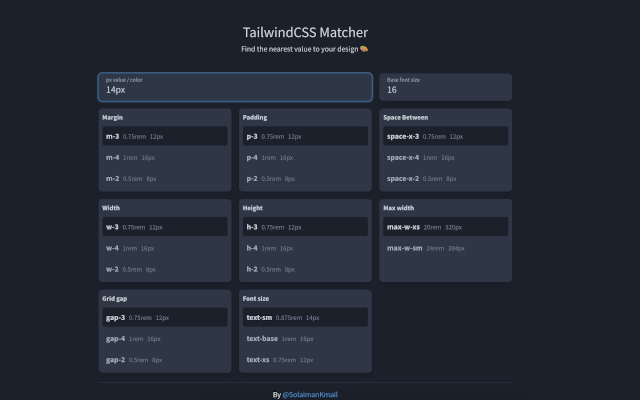 TailwindCSS Matcher
Find the nearest value to your design 🎨
px value / color
14px
Base font size
16
Margin
m-3 0.75rem 12px
m-4 1rem 16px
m-2 0.5rem 8px
Padding
p-3 0.75rem 12px
p-4 1rem 16px
p-2 0.5rem 8px
Space Between
space-x-3 0.75rem 12px
space-x-4 1rem 16px
space-x-2 0.5rem 8px
Width
w-3 0.75rem 12px
w-4 1rem 16px
w-2 0.5rem 8px
Height
h-3 0.75rem 12px
h-4 1rem 16px
h-2 0.5rem 8px
Max width
max-w-xs 20rem 320px
max-w-sm 24rem 384px
Grid gap
gap-3 0.75rem 12px
gap-4 1rem 16px
gap-2 0.5rem 8px
Font size
text-sm 0.875rem 14px
text-base 1rem 16px
text-xs 0.75rem 12px
By @SolaimanKmail